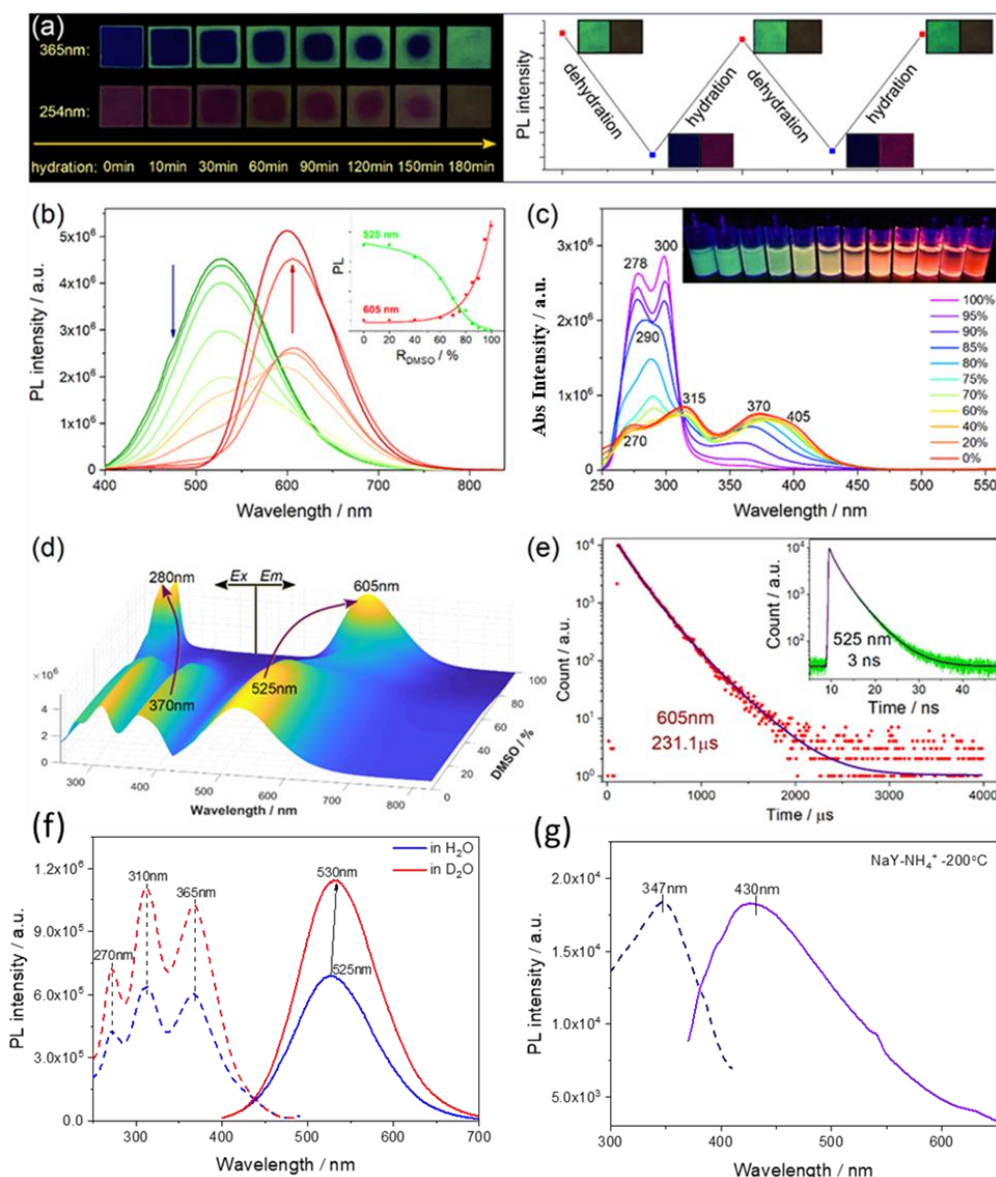 (a)
365nm:
254nm:
hydration: 0min 10min 30min 60min 90min 120min 150min 180min
PL intensity
dehydration
hydration
dehydration
hydration
(b)
5x10⁶
4x10⁶
3x10⁶
2x10⁶
1x10⁶
0
PL intensity / a.u.
400 500 600 700 800
Wavelength / nm
525 nm
605 nm
PL
0 20 40 60 80 100
R_DMSO / %
(c)
3x10⁶
2x10⁶
1x10⁶
0
Abs Intensity / a.u.
278
300
290
315
370
405
270
100%
95%
90%
85%
80%
75%
70%
60%
40%
20%
0%
250 300 350 400 450 500 550
Wavelength / nm
(d)
280nm
Ex Em
605nm
370nm
525nm
×10⁶
4
2
0
300 400 500 600 700 800
Wavelength / nm
0 20 40 60 80 100
DMSO / %
(e)
10⁴
10³
10²
10¹
10⁰
Count / a.u.
605nm
231.1μs
0 1000 2000 3000 4000
Time / μs
10⁴
10³
10²
Count / a.u.
525 nm
3 ns
10 20 30 40
Time / ns
(f)
in H₂O
in D₂O
1.2x10⁶
9.0x10⁵
6.0x10⁵
3.0x10⁵
0.0
PL intensity / a.u.
270nm
310nm
365nm
530nm
525nm
300 400 500 600 700
Wavelength / nm
(g)
NaY-NH₄⁺ -200°C
2.0x10⁴
1.5x10⁴
1.0x10⁴
5.0x10³
PL intensity / a.u.
347nm
430nm
300 400 500 600
Wavelength / nm